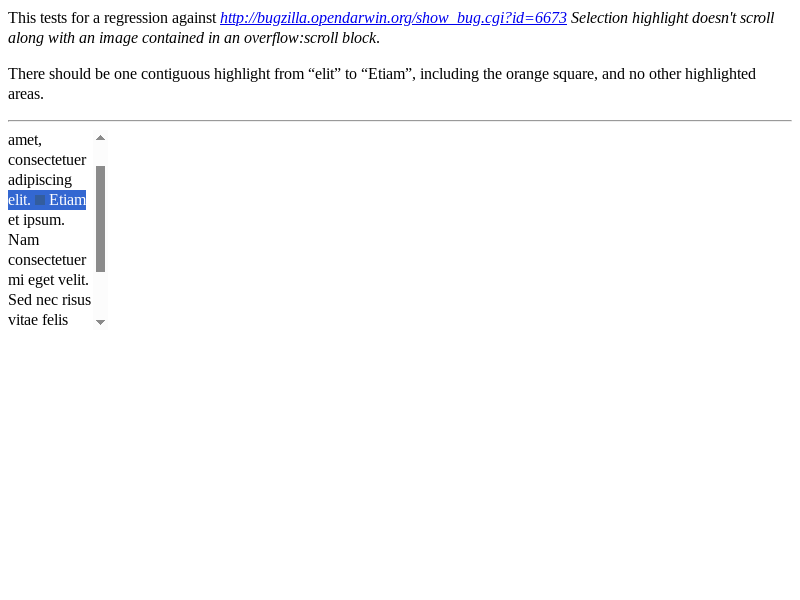 This tests for a regression against http://bugzilla.opendarwin.org/show_bug.cgi?id=6673 Selection highlight doesn't scroll
along with an image contained in an overflow:scroll block.
There should be one contiguous highlight from “elit” to “Etiam”, including the orange square, and no other highlighted
areas.
amet,
consectetuer
adipiscing
elit. Etiam
et ipsum.
Nam
consectetuer
mi eget velit.
Sed nec risus
vitae felis